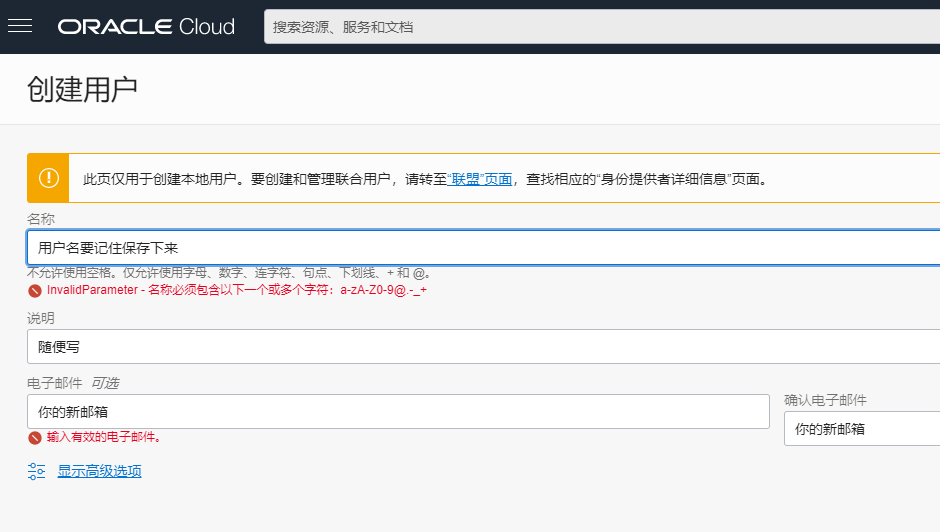 ORACLE Cloud
搜索资源、服务和文档
创建用户
此页仅用于创建本地用户。要创建和管理联合用户，请转至“联盟”页面，查找相应的“身份提供者详细信息”页面。
名称
用户名要记住保存下来
不允许使用空格。仅允许使用字母、数字、连字符、句点、下划线、+ 和 @。
InvalidParameter - 名称必须包含以下一个或多个字符：a-zA-Z0-9@.-_+
说明
随便写
电子邮件 可选
你的新邮箱
输入有效的电子邮件。
确认电子邮件
你的新邮箱
显示高级选项